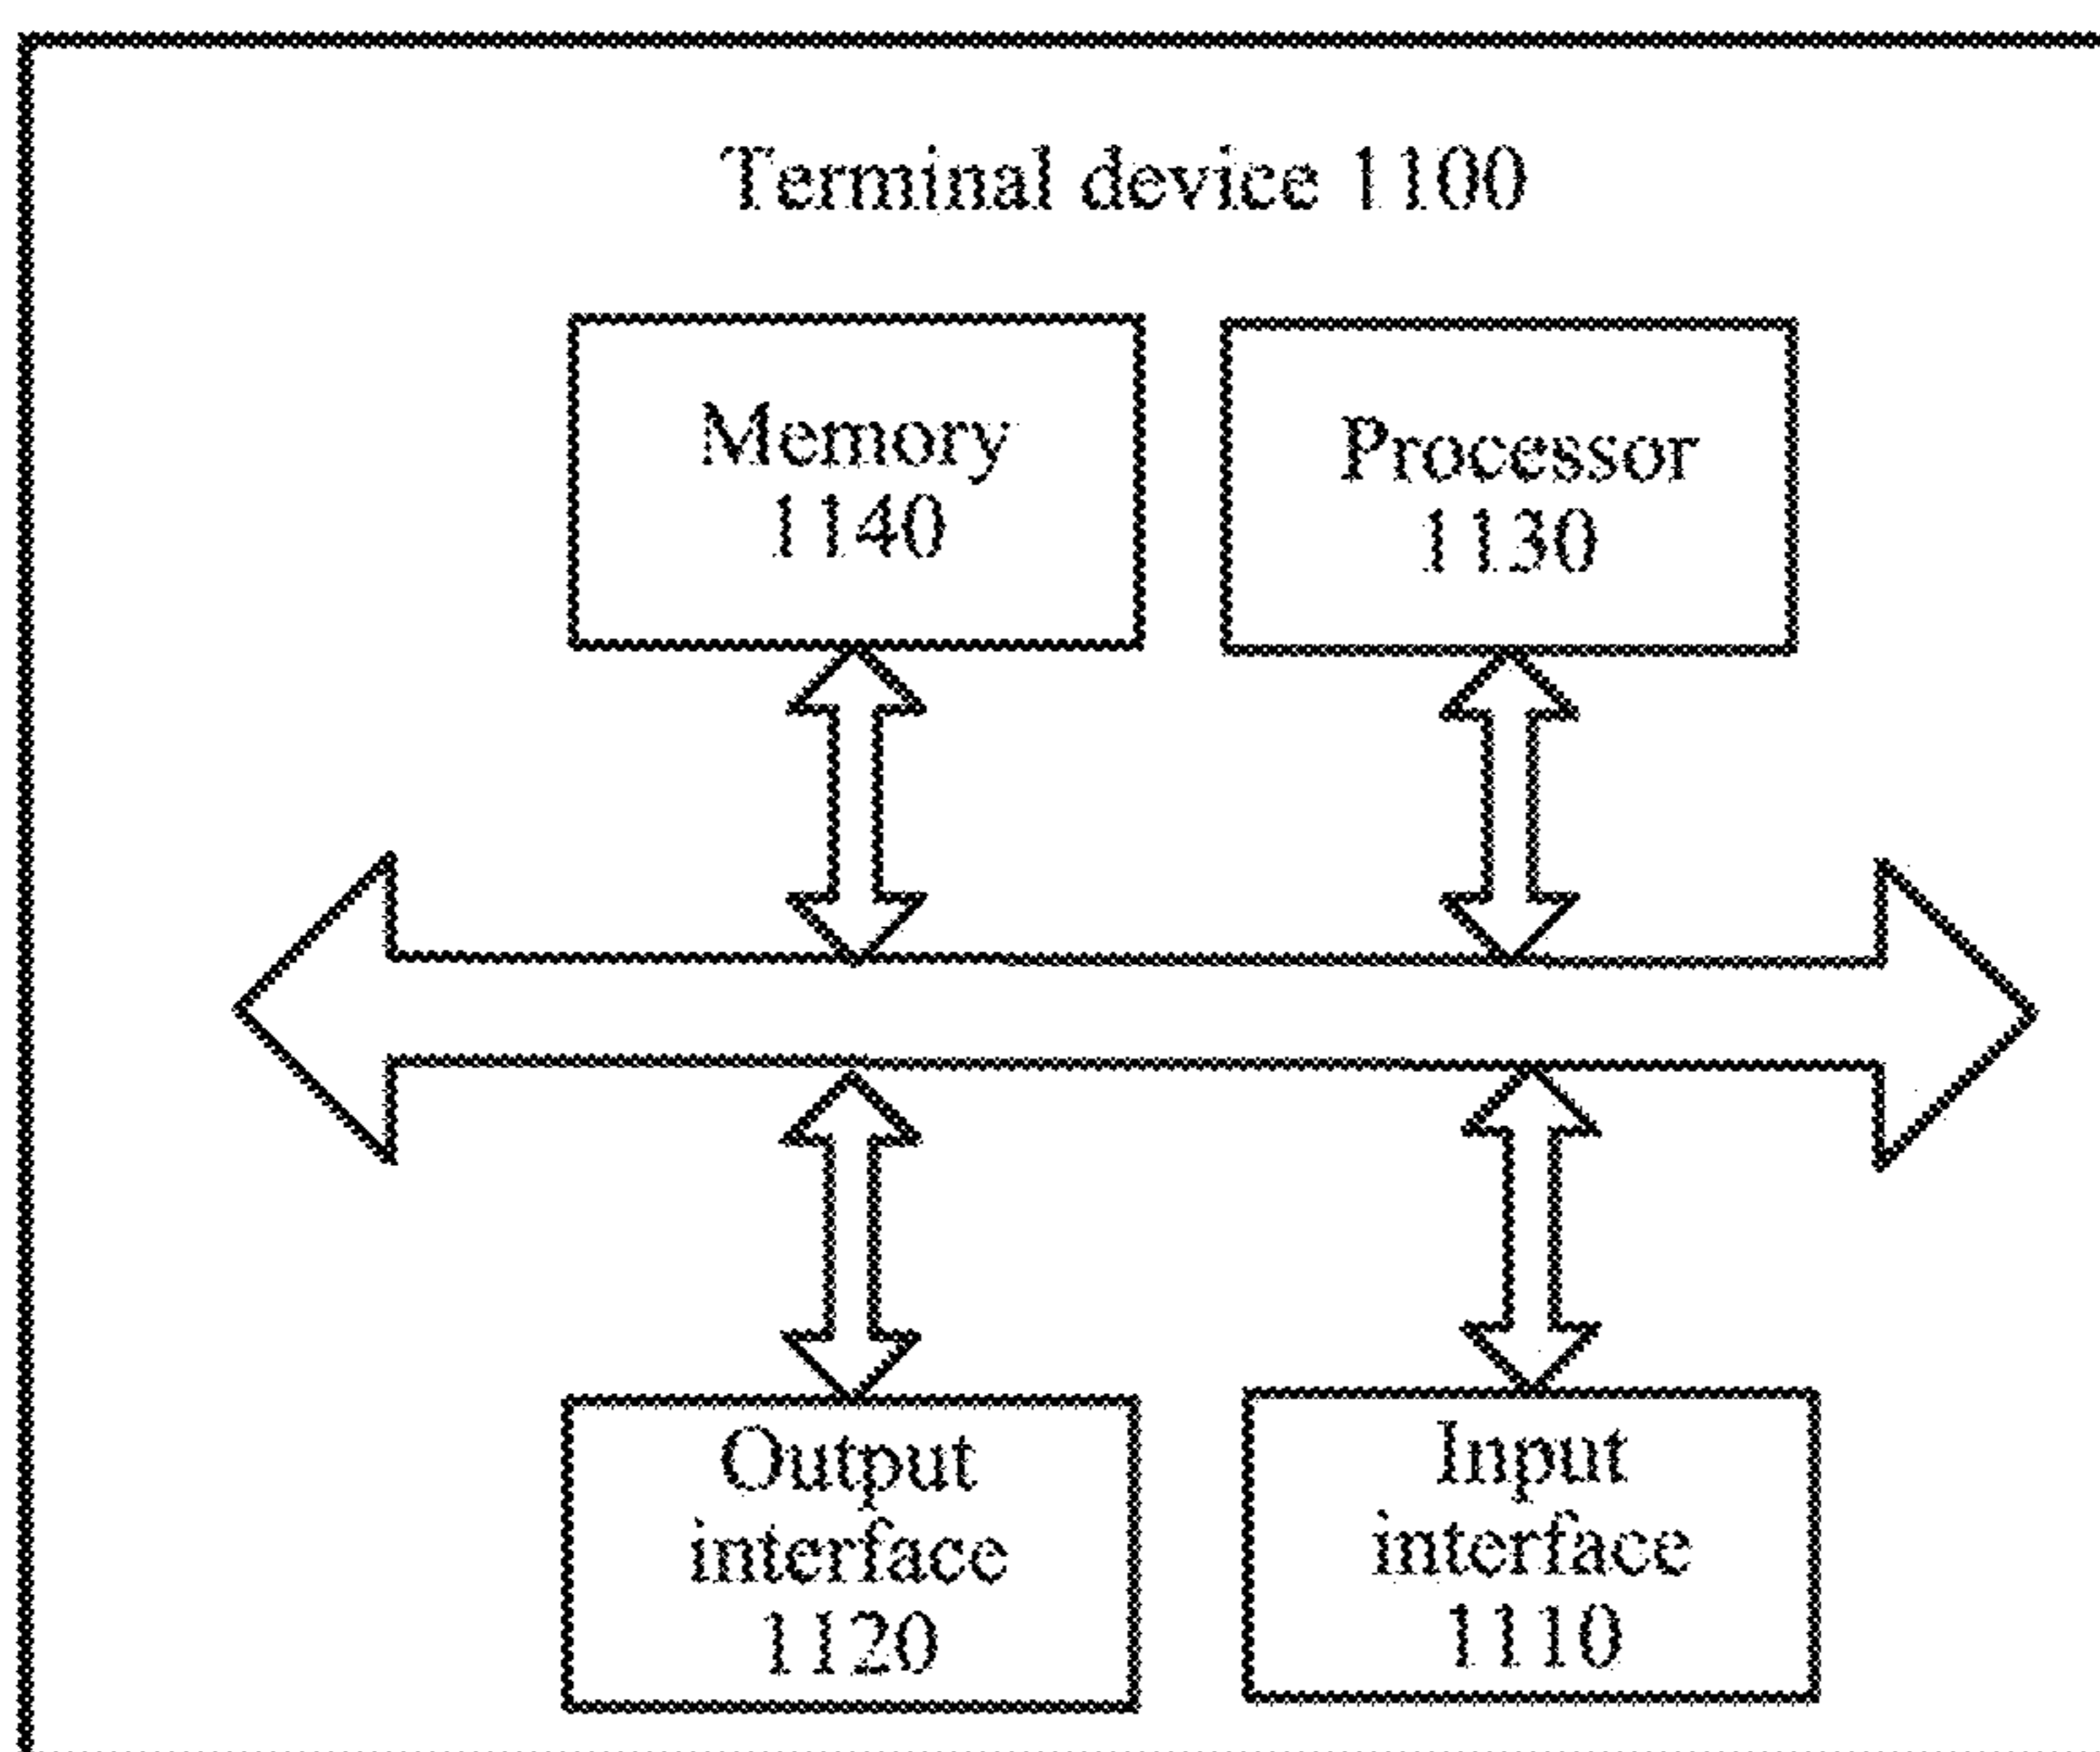 Terminal device 1100
Memory
1140
Processor
1130
Output
interface
1120
Input
interface
1110